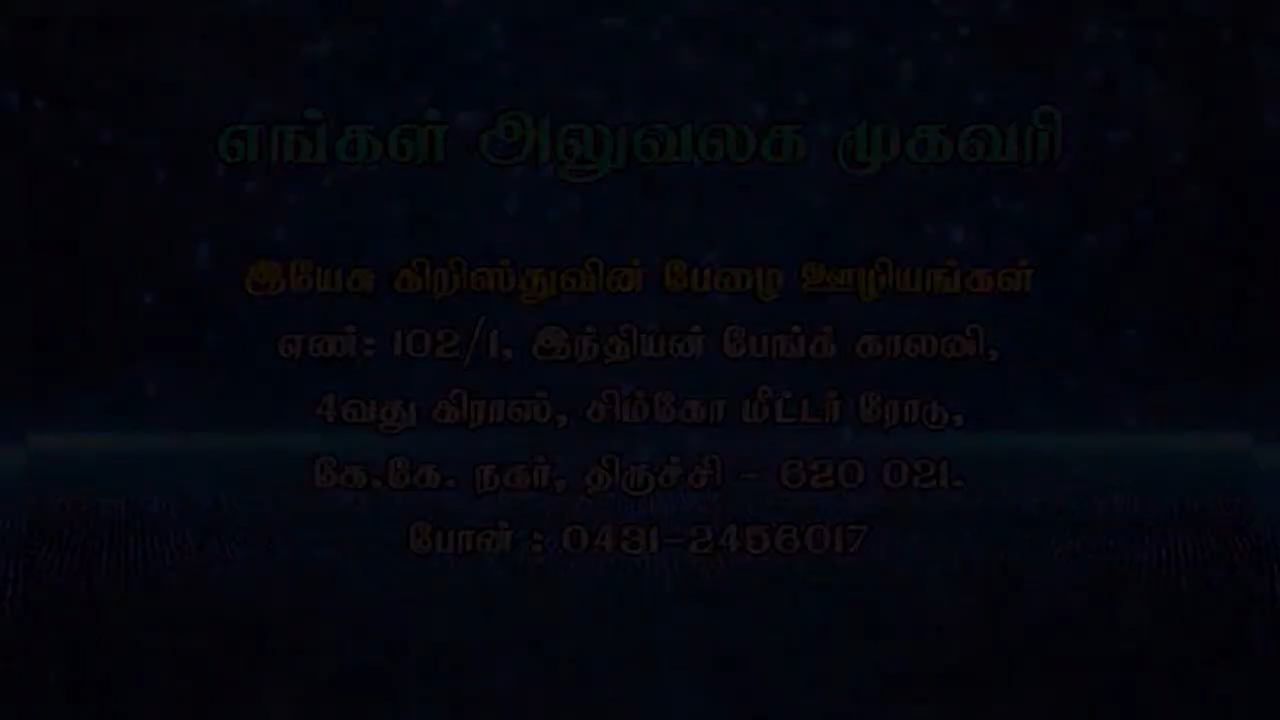 எங்கள் அலுவலக முகவரி
இயேசு கிறிஸ்துவின் பேழை ஊழியங்கள்
எண்: 102/1, இந்தியன் பேங்க் காலனி,
4வது கிராஸ், சிம்கோ மீட்டர் ரோடு,
கே.கே. நகர், திருச்சி - 620 021.
போன் : 0431-2456017